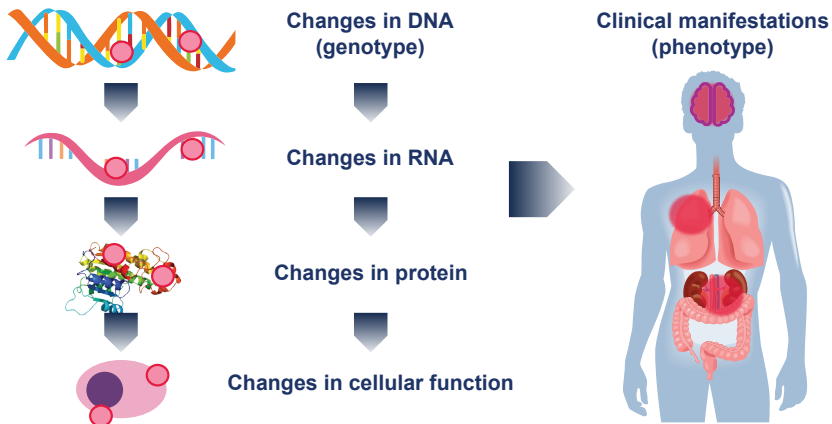 Changes in DNA
(genotype)
Clinical manifestations
(phenotype)
Changes in RNA
Changes in protein
Changes in cellular function